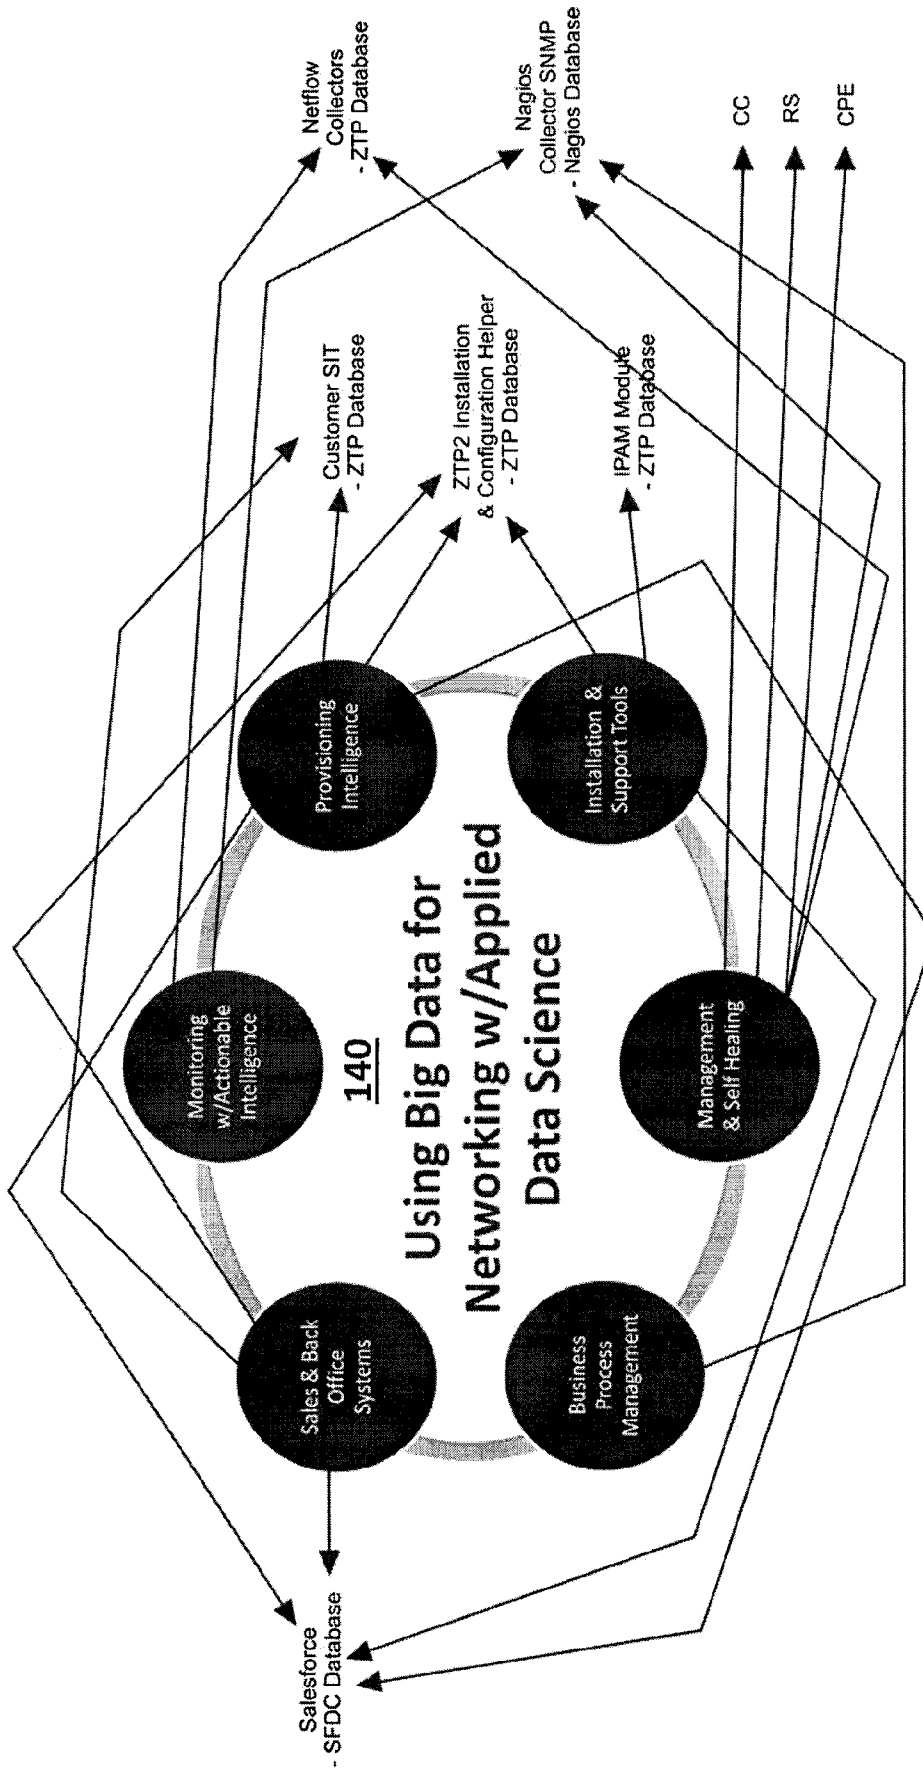 Salesforce
- SFDC Database
Sales & Back
Office
Systems
Monitoring
w/Actionable
Intelligence
Provisioning
Intelligence
Business
Process
Management
Management
& Self Healing
Installation &
Support Tools
140
Using Big Data for
Networking w/Applied
Data Science
Customer SIT
- ZTP Database
ZTP2 Installation
& Configuration Helper
- ZTP Database
IPAM Module
- ZTP Database
Netflow
Collectors
- ZTP Database
Nagios
Collector SNMP
- Nagios Database
CC
RS
CPE